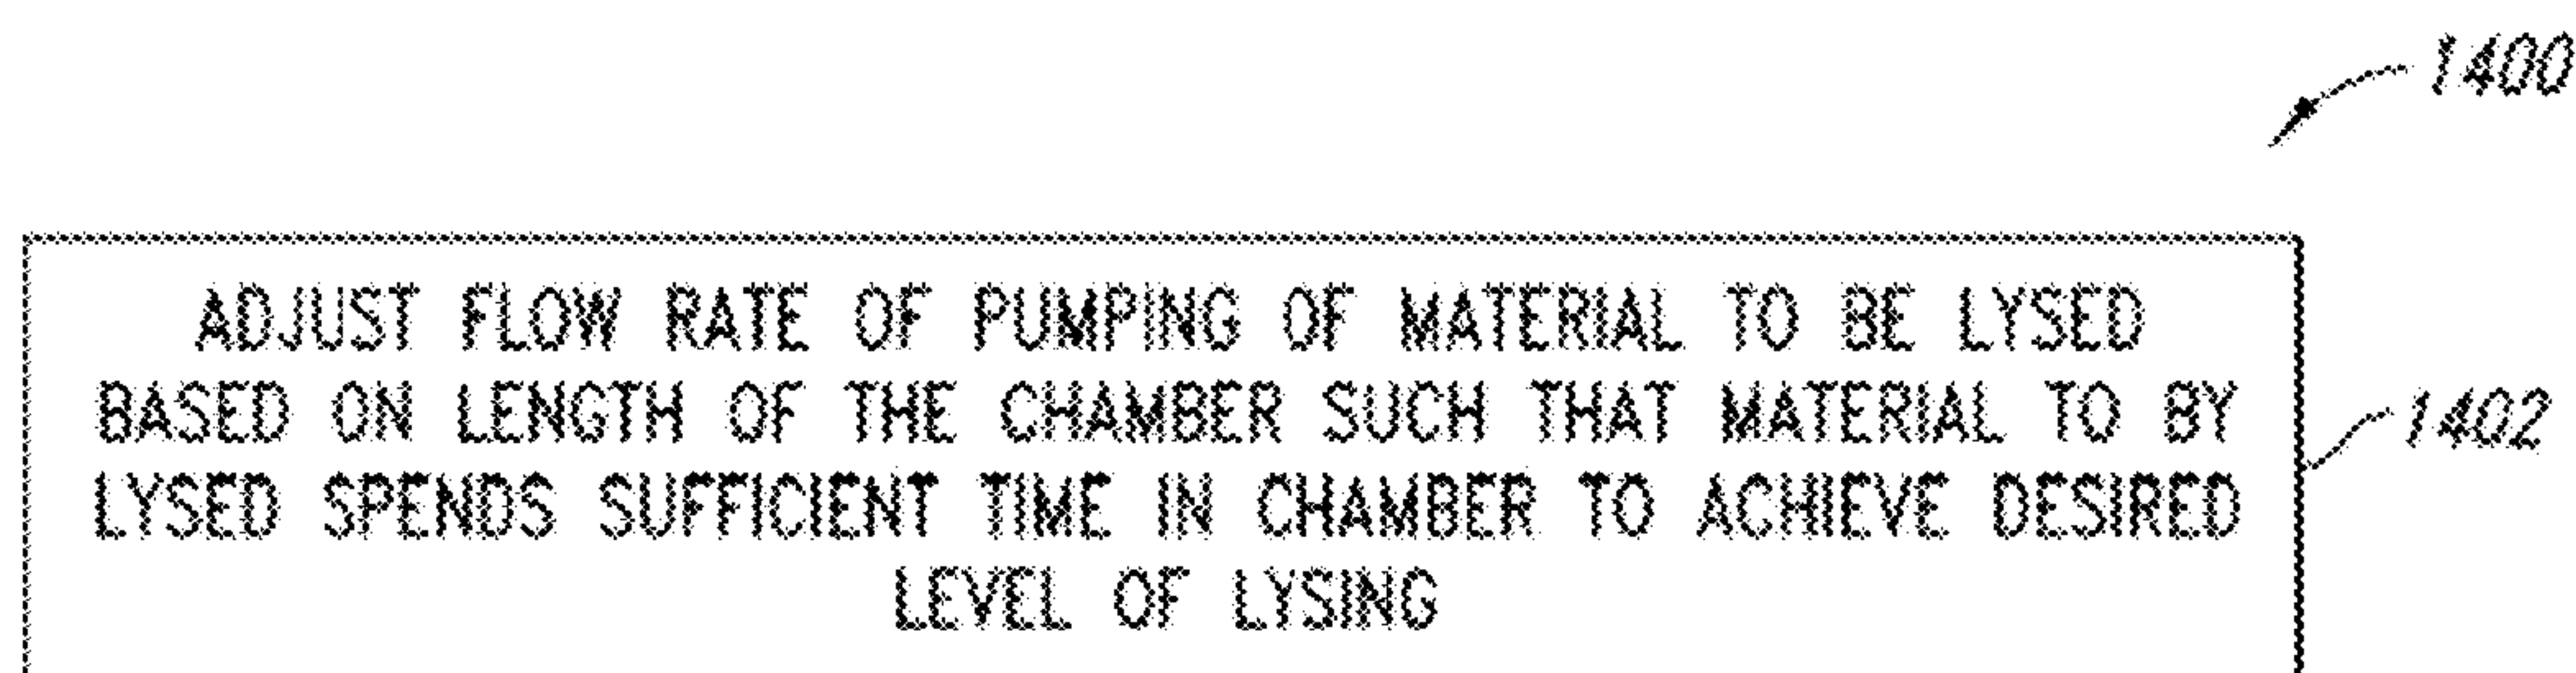 1400
ADJUST FLOW RATE OF PUMPING OF MATERIAL TO BE LYSED
BASED ON LENGTH OF THE CHAMBER SUCH THAT MATERIAL TO BY
LYSED SPENDS SUFFICIENT TIME IN CHAMBER TO ACHIEVE DESIRED
LEVEL OF LYSING
1402